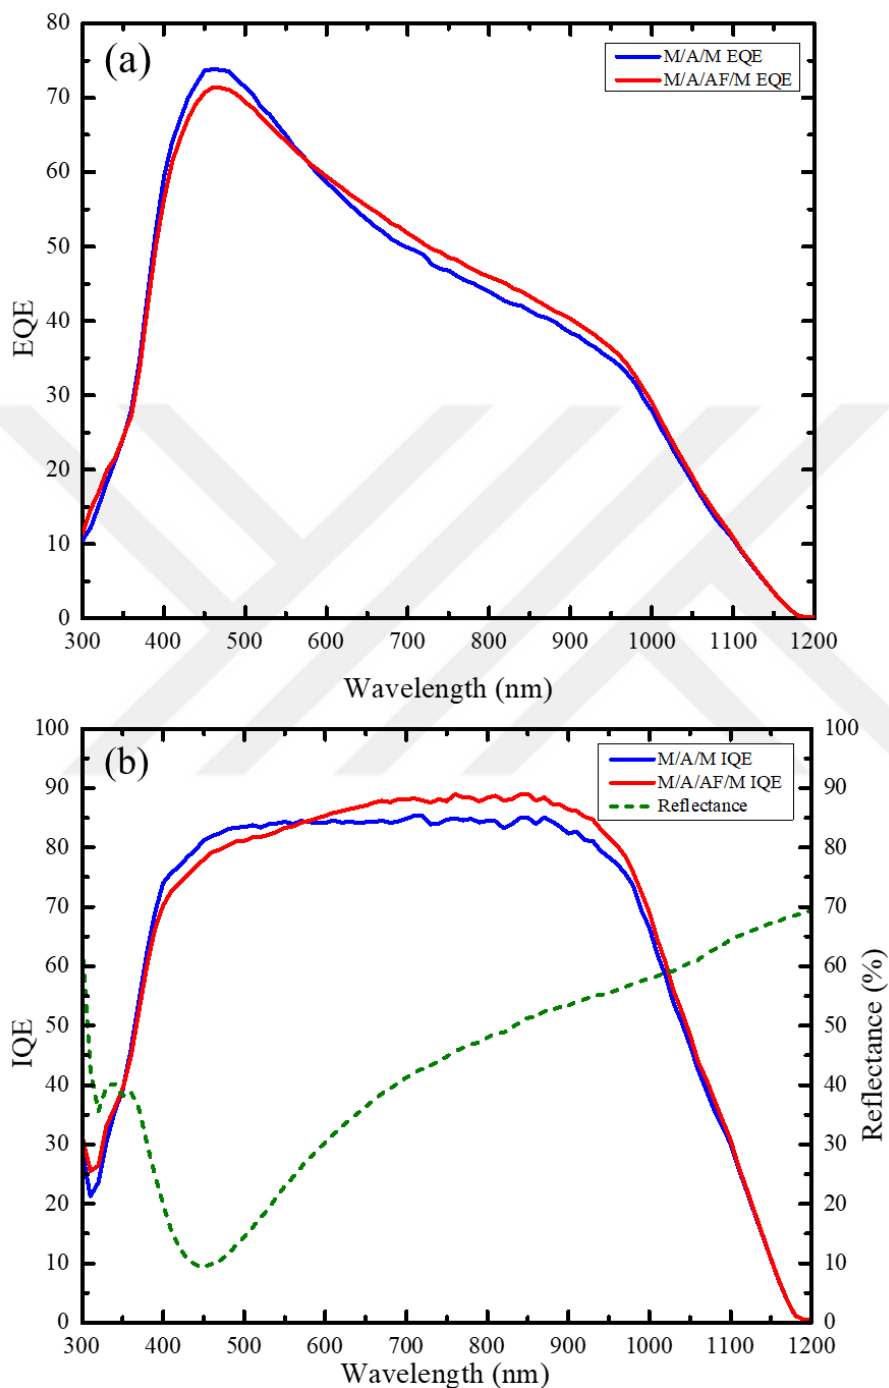 80
(a)
M/A/M EQE
M/A/AF/M EQE
70
60
50
40
30
20
10
0
EQE
300 400 500 600 700 800 900 1000 1100 1200
Wavelength (nm)
100 100
(b)
M/A/M IQE
M/A/AF/M IQE
Reflectance
90 90
80 80
70 70
60 60
50 50
40 40
30 30
20 20
10 10
0 0
IQE
Reflectance (%)
300 400 500 600 700 800 900 1000 1100 1200
Wavelength (nm)